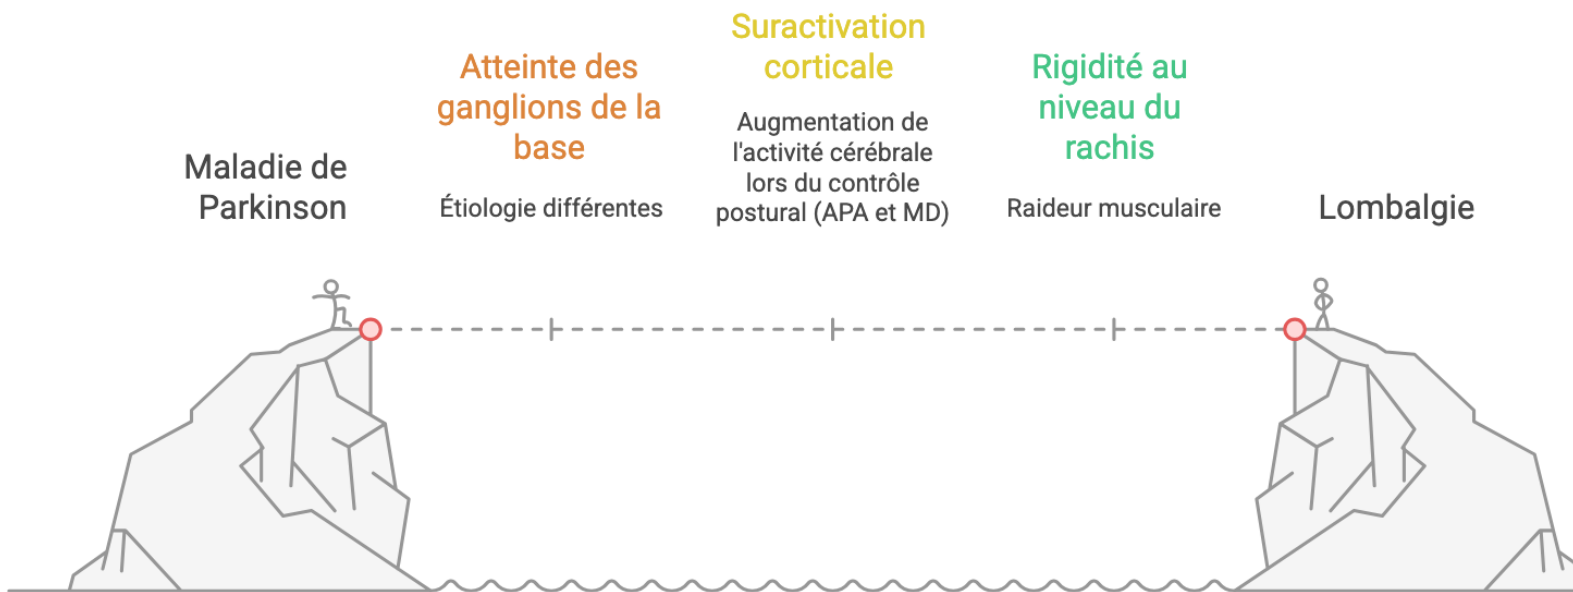 Maladie de
Parkinson
Atteinte des
ganglions de la
base
Étiologie différentes
Suractivation
corticale
Augmentation de
l'activité cérébrale
lors du contrôle
postural (APA et MD)
Rigidité au
niveau du
rachis
Raideur musculaire
Lombalgie